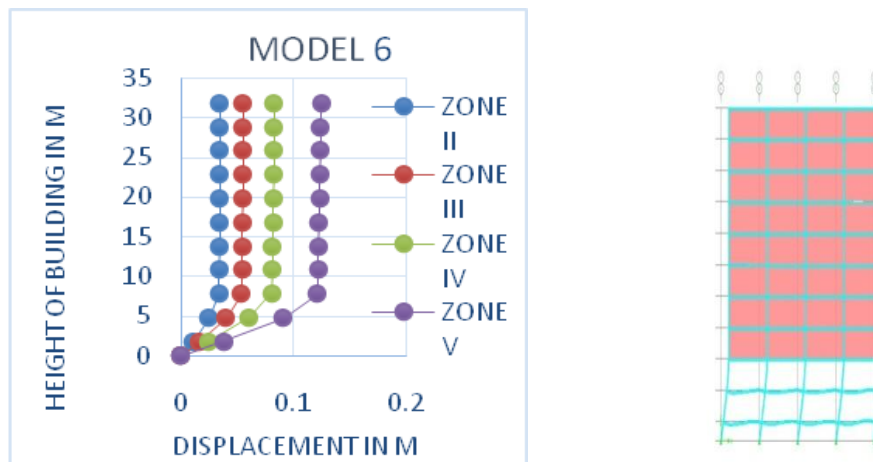 MODEL 6
35
30
25
20
15
10
5
0
0 0.1 0.2
HEIGHT OF BUILDING IN M
DISPLACEMENT IN M
ZONE
II
ZONE
III
ZONE
IV
ZONE
V